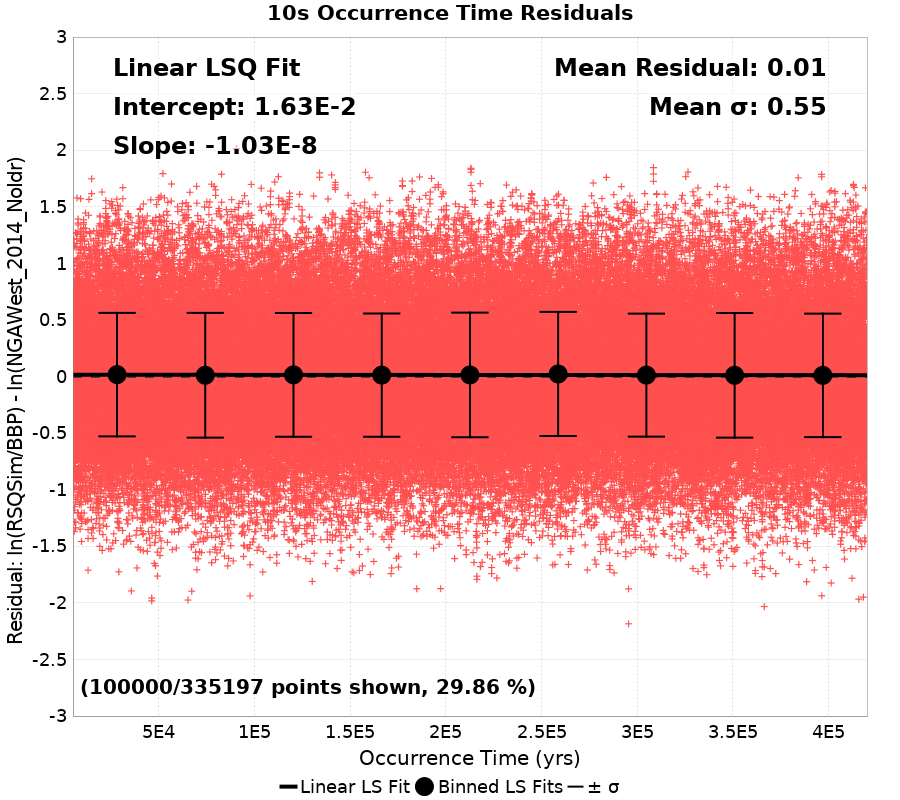 10s Occurrence Time Residuals
Linear LSQ Fit
Intercept: 1.63E-2
Slope: -1.03E-8
Mean Residual: 0.01
Mean σ: 0.55
Residual: ln(RSQSim/BBP) - ln(NGAWest_2014_NoIdr)
3
2.5
2
1.5
1
0.5
0
-0.5
-1
-1.5
-2
-2.5
-3
(100000/335197 points shown, 29.86 %)
5E4 1E5 1.5E5 2E5 2.5E5 3E5 3.5E5 4E5
Occurrence Time (yrs)
Linear LS Fit Binned LS Fits ± σ